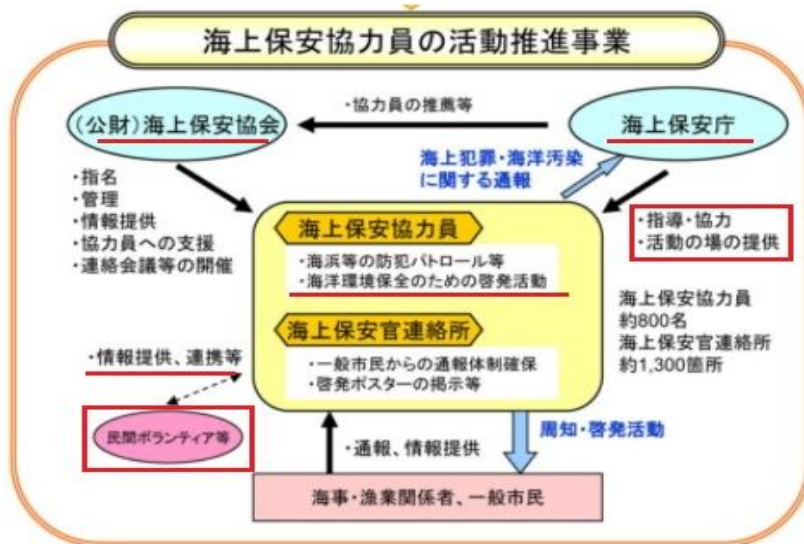 海上保安協力員の活動推進事業
・協力員の推薦等
(公財)海上保安協会
海上保安庁
海上犯罪・海洋汚染
に関する通報
・指名
・管理
・情報提供
・協力員への支援
・連絡会議等の開催
・指導・協力
・活動の場の提供
海上保安協力員
・海浜等の防犯パトロール等
・海洋環境保全のための啓発活動
海上保安官連絡所
・一般市民からの通報体制確保
・啓発ポスターの掲示等
海上保安協力員
約800名
海上保安官連絡所
約1,300箇所
・情報提供、連携等
民間ボランティア等
・通報、情報提供
周知・啓発活動
海事・漁業関係者、一般市民